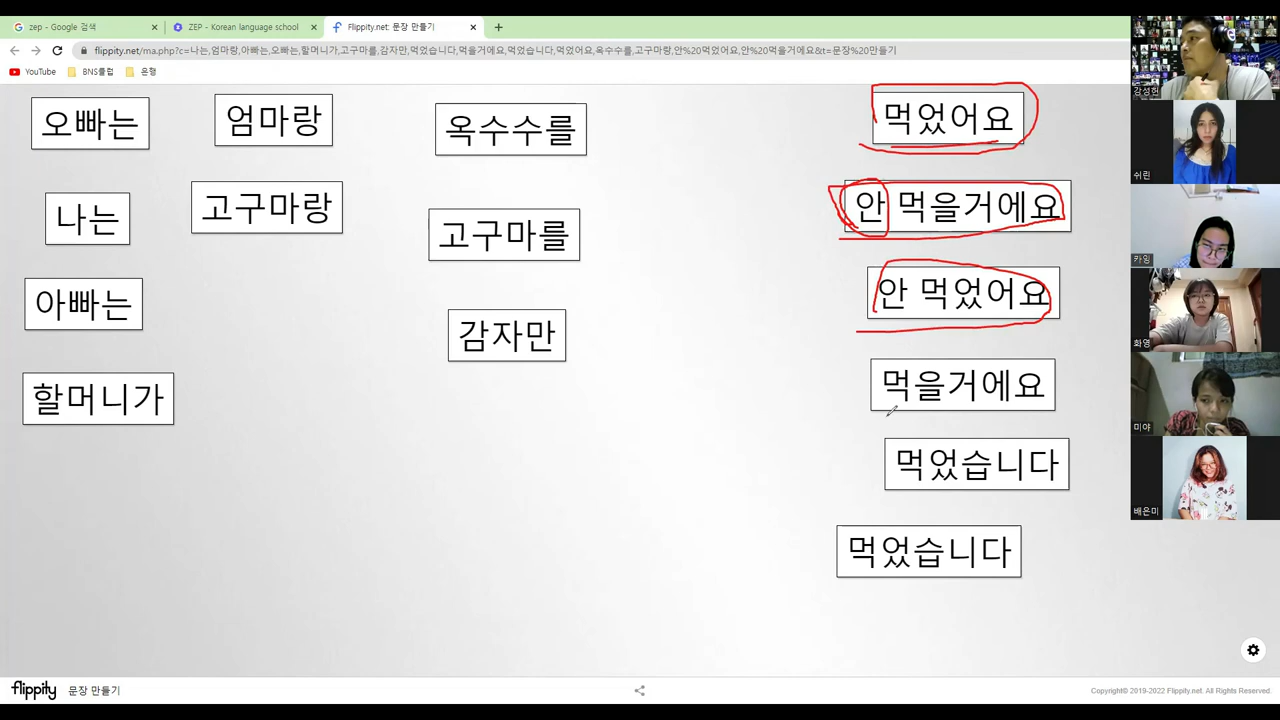 zep - Google 검색
ZEP - Korean language school
Flippity.net: 문장 만들기
flippity.net/ma.php?c=나는,엄마랑,아빠는,오빠는,할머니가,고구마를,감자만,먹었습니다,먹을거에요,먹었습니다,먹었어요,옥수수를,고구마랑,안%20먹었어요,안%20먹을거에요&t=문장%20만들기
YouTube
BNS클럽
은행
오빠는
엄마랑
옥수수를
먹었어요
나는
고구마랑
고구마를
안 먹을거에요
아빠는
감자만
안 먹었어요
할머니가
먹을거에요
먹었습니다
먹었습니다
강성헌
쉬린
카잉
화영
미야
배은미
flippity
문장 만들기
Copyright© 2019-2022 Flippity.net. All Rights Reserved.